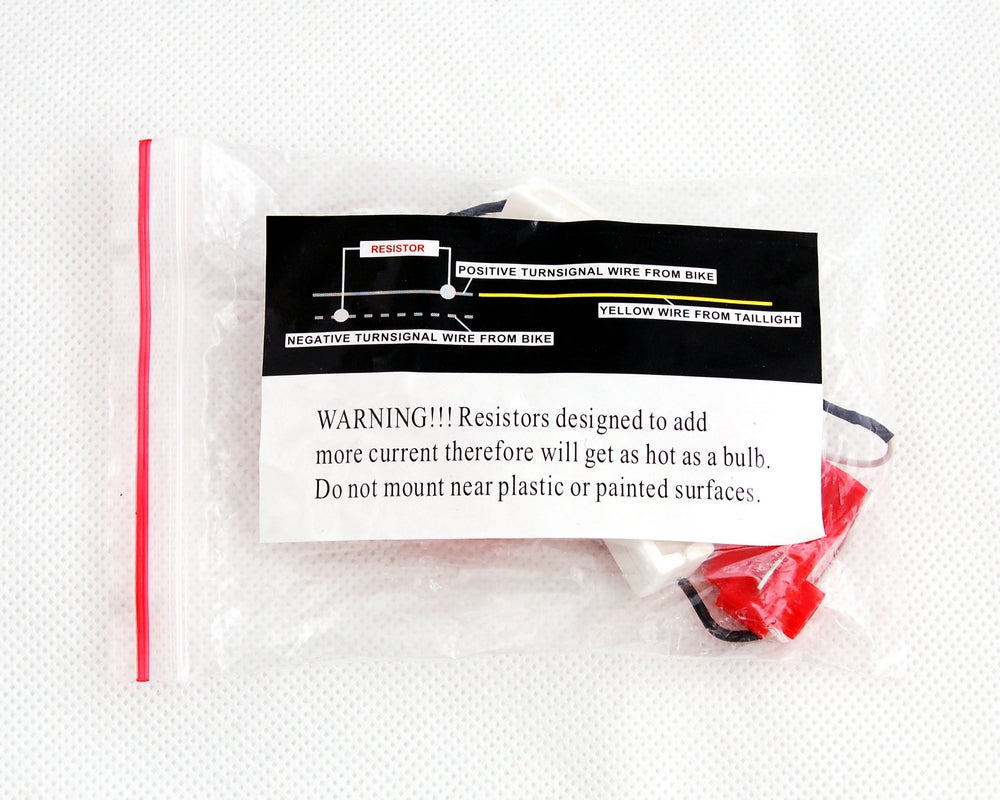 RESISTOR
POSITIVE TURNSIGNAL WIRE FROM BIKE
YELLOW WIRE FROM TAILLIGHT
NEGATIVE TURNSIGNAL WIRE FROM BIKE
WARNING!!! Resistors designed to add
more current therefore will get as hot as a bulb.
Do not mount near plastic or painted surfaces.